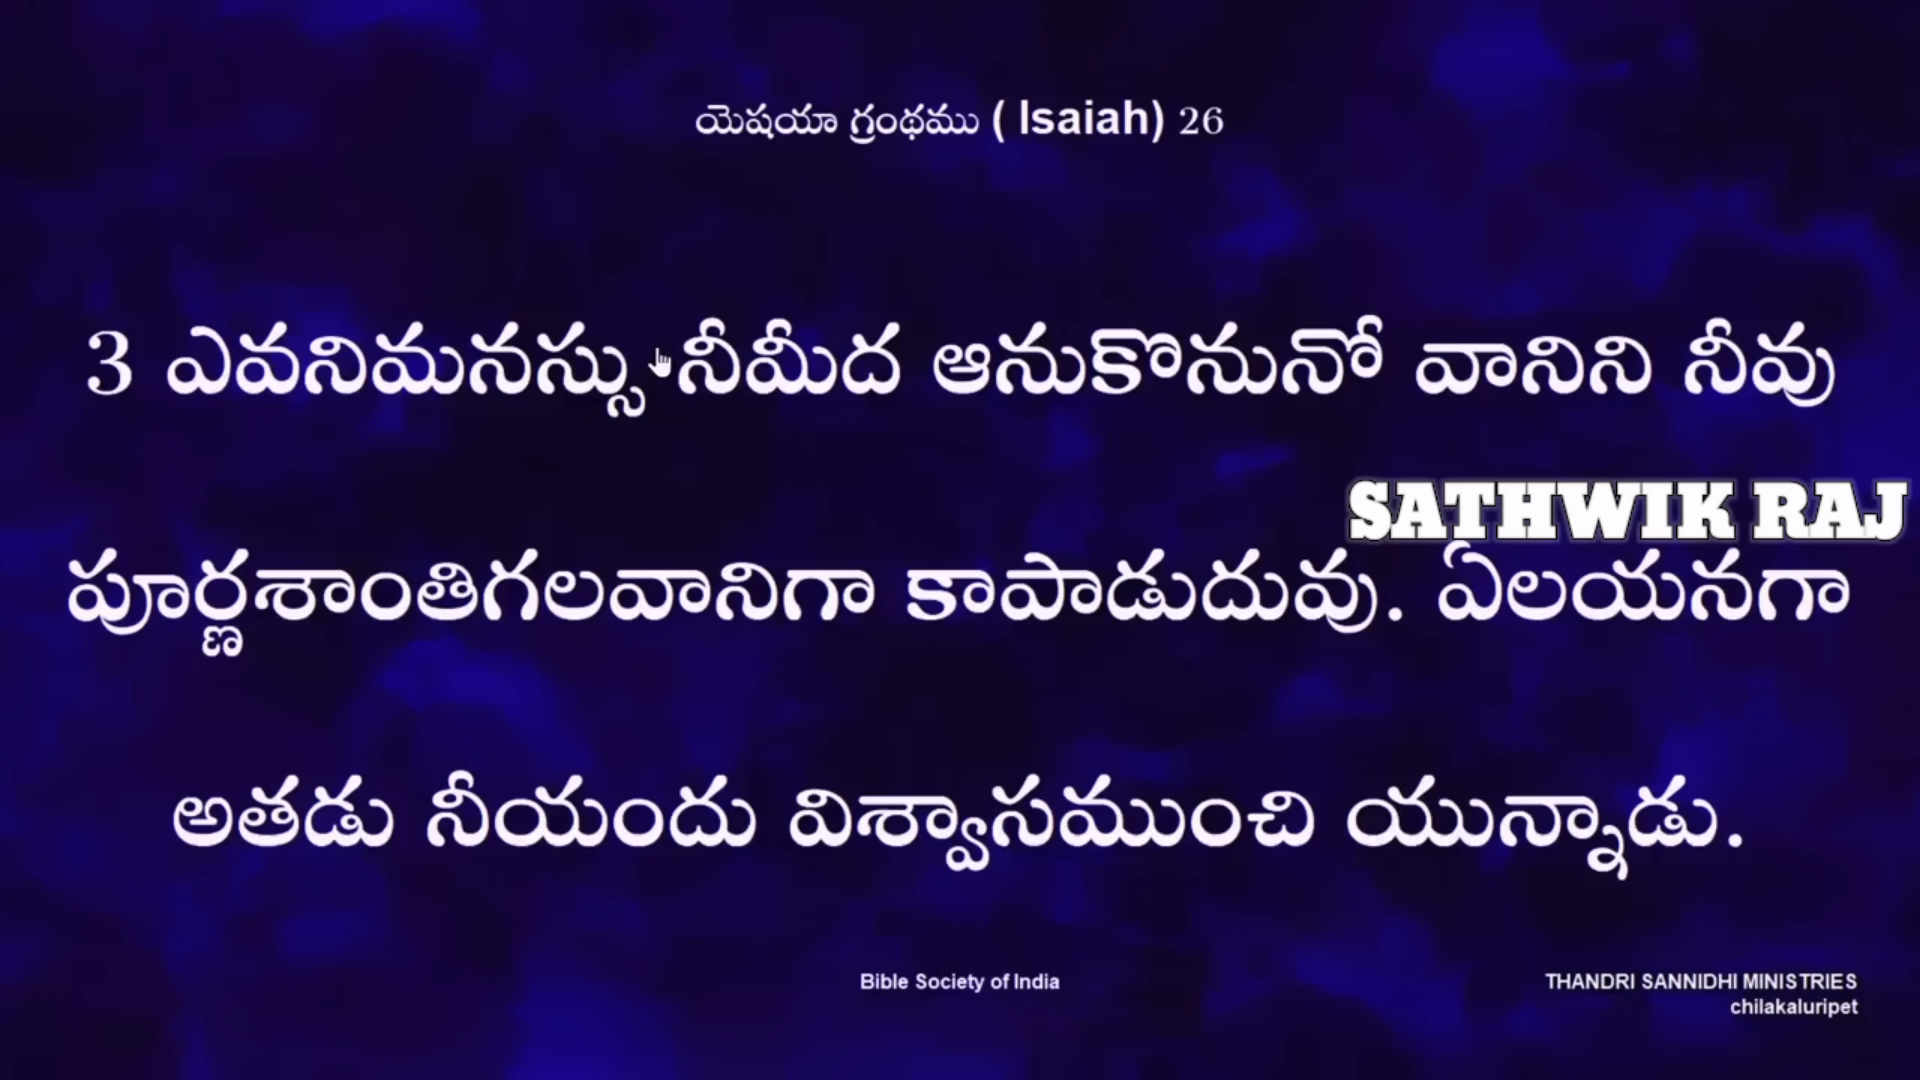 యెషయా గ్రంథము ( Isaiah) 26
3 ఎవనిమనస్సు నీమీద ఆనుకొనునో వానిని నీవు
SATHWIK RAJ
పూర్ణశాంతిగలవానిగా కాపాడుదువు. ఏలయనగా
అతడు నీయందు విశ్వాసముంచి యున్నాడు.
Bible Society of India
THANDRI SANNIDHI MINISTRIES
chilakaluripet